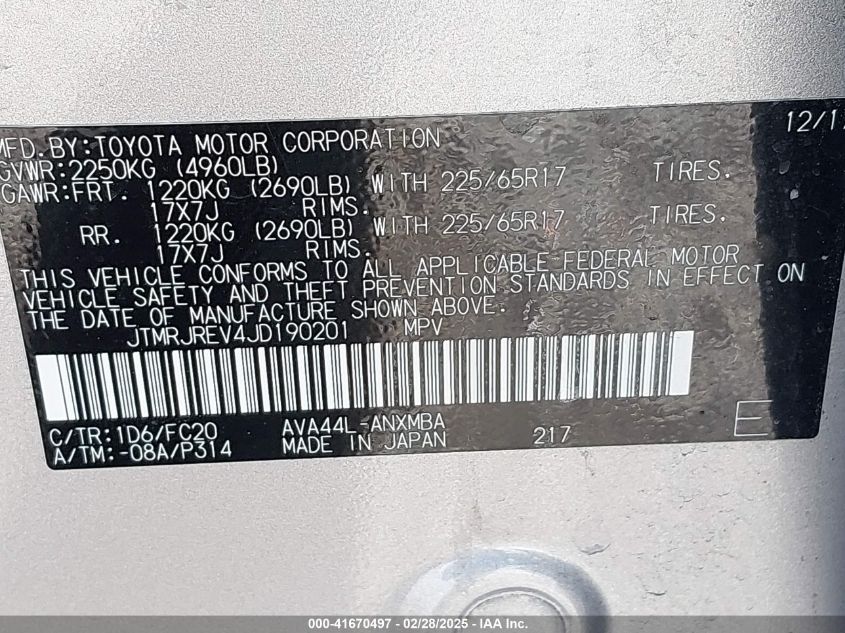 MFD. BY: TOYOTA MOTOR CORPORATION 12/17
GVWR: 2250KG (4960LB)
GAWR: FRT. 1220KG (2690LB) WITH 225/65R17 TIRES.
17X7J RIMS.
RR. 1220KG (2690LB) WITH 225/65R17 TIRES.
17X7J RIMS.
THIS VEHICLE CONFORMS TO ALL APPLICABLE FEDERAL MOTOR
VEHICLE SAFETY AND THEFT PREVENTION STANDARDS IN EFFECT ON
THE DATE OF MANUFACTURE SHOWN ABOVE.
JTMRJREV4JD190201 MPV
C/TR: 1D6/FC20 AVA44L-ANXMBA
A/TM: -08A/P314 MADE IN JAPAN 217 E
000-41670497 - 02/28/2025 - IAA Inc.